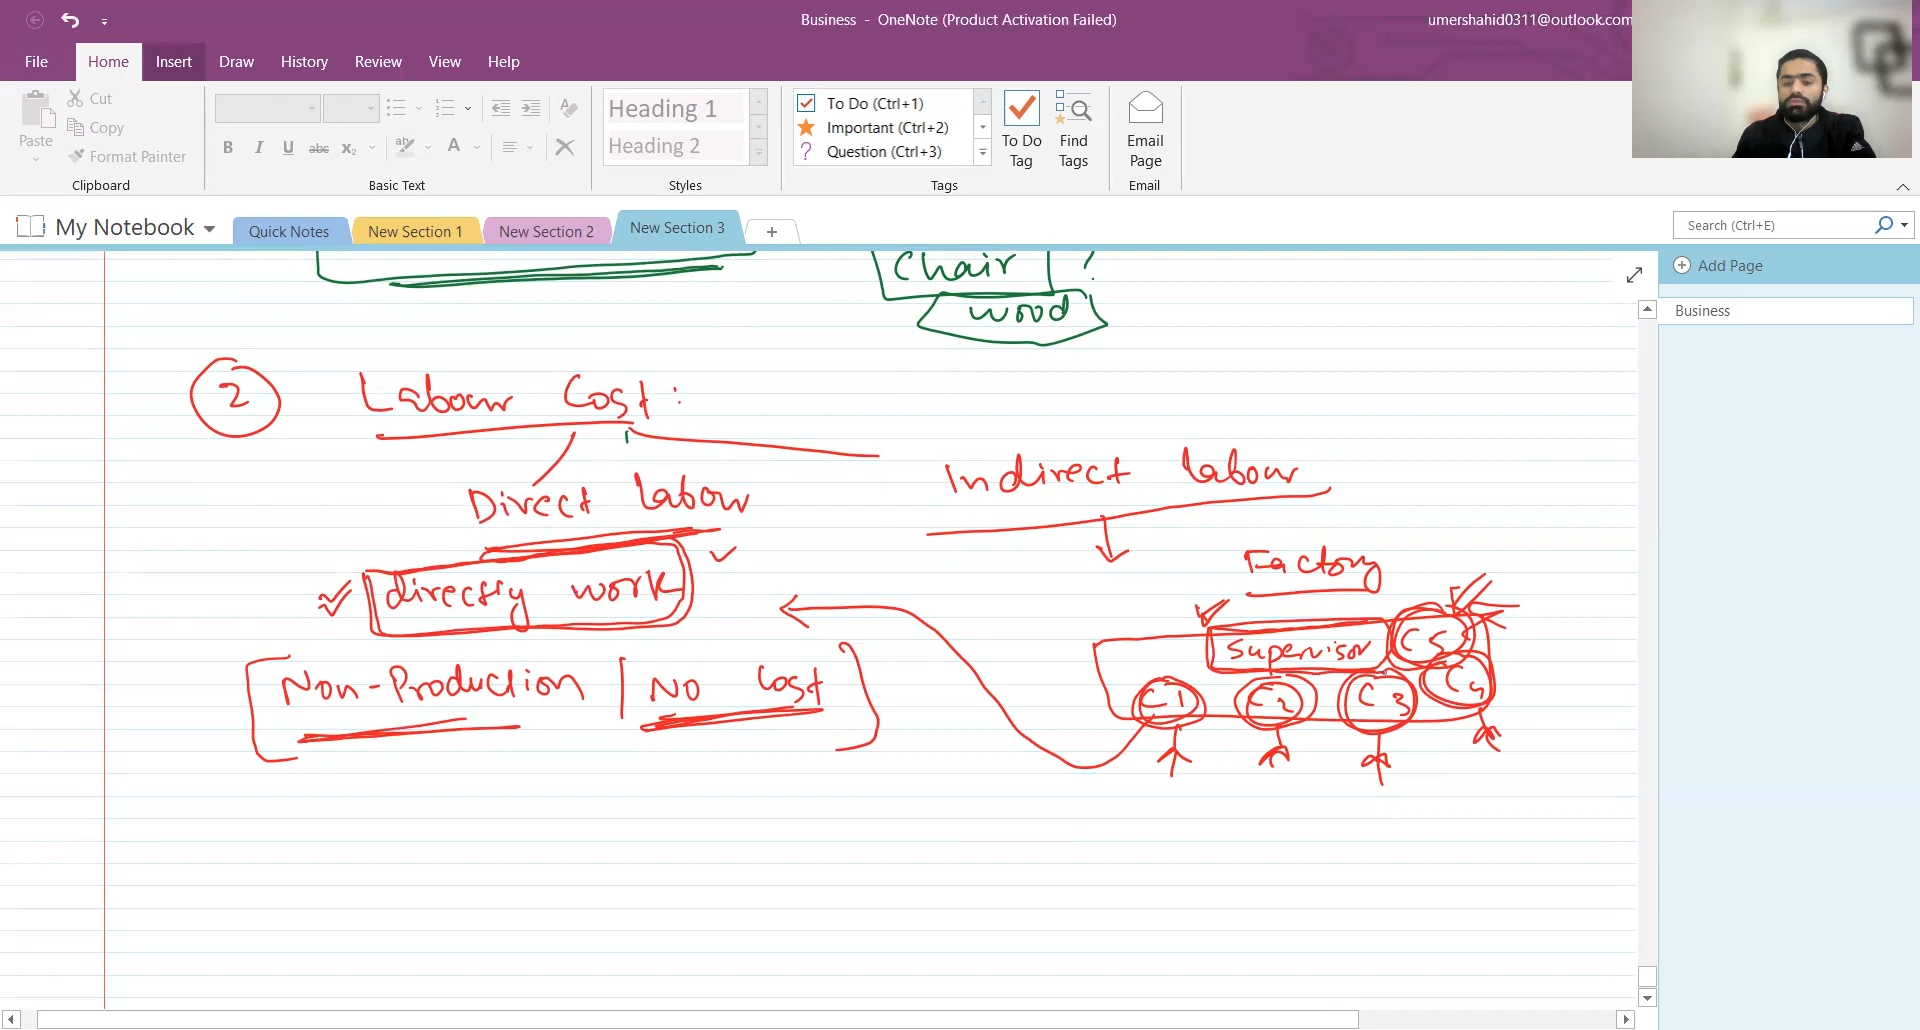 Business - OneNote (Product Activation Failed)
umershahid0311@outlook.com
File Home Insert Draw History Review View Help
Cut
Copy
Format Painter
Paste
Clipboard
B I U abc x₂ ab A
Basic Text
Heading 1
Heading 2
Styles
To Do (Ctrl+1)
Important (Ctrl+2)
? Question (Ctrl+3)
Tags
To Do Tag
Find Tags
Email Page
Email
My Notebook
Quick Notes
New Section 1
New Section 2
New Section 3
+
Search (Ctrl+E)
Add Page
Business
Chair ?
wood
2 Labour Cost:
Direct labour
Indirect labour
directly work
Factory
Supervisor C5
Non-Production | No Cost
C1 C2 C3 C4